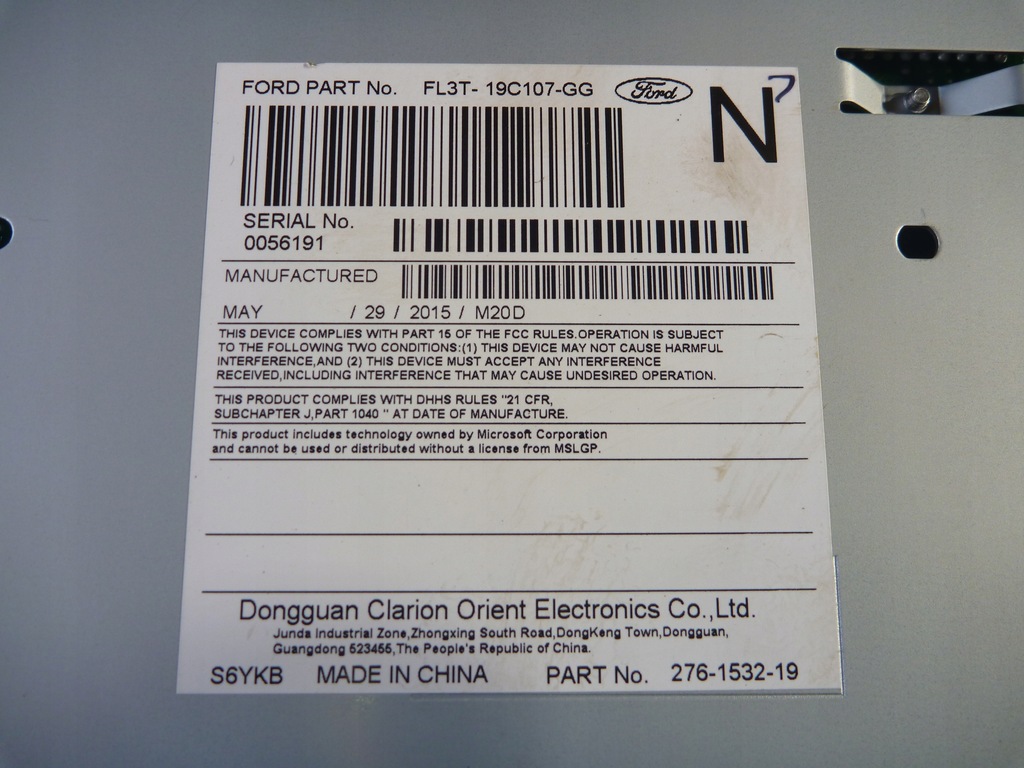 FORD PART No. FL3T- 19C107-GG Ford
N 7
SERIAL No.
0056191
MANUFACTURED
MAY / 29 / 2015 / M20D
THIS DEVICE COMPLIES WITH PART 15 OF THE FCC RULES.OPERATION IS SUBJECT
TO THE FOLLOWING TWO CONDITIONS:(1) THIS DEVICE MAY NOT CAUSE HARMFUL
INTERFERENCE,AND (2) THIS DEVICE MUST ACCEPT ANY INTERFERENCE
RECEIVED,INCLUDING INTERFERENCE THAT MAY CAUSE UNDESIRED OPERATION.
THIS PRODUCT COMPLIES WITH DHHS RULES "21 CFR,
SUBCHAPTER J,PART 1040 " AT DATE OF MANUFACTURE.
This product includes technology owned by Microsoft Corporation
and cannot be used or distributed without a license from MSLGP.
Dongguan Clarion Orient Electronics Co.,Ltd.
Junda Industrial Zone,Zhongxing South Road,DongKeng Town,Dongguan,
Guangdong 523455,The People's Republic of China.
S6YKB MADE IN CHINA PART No. 276-1532-19